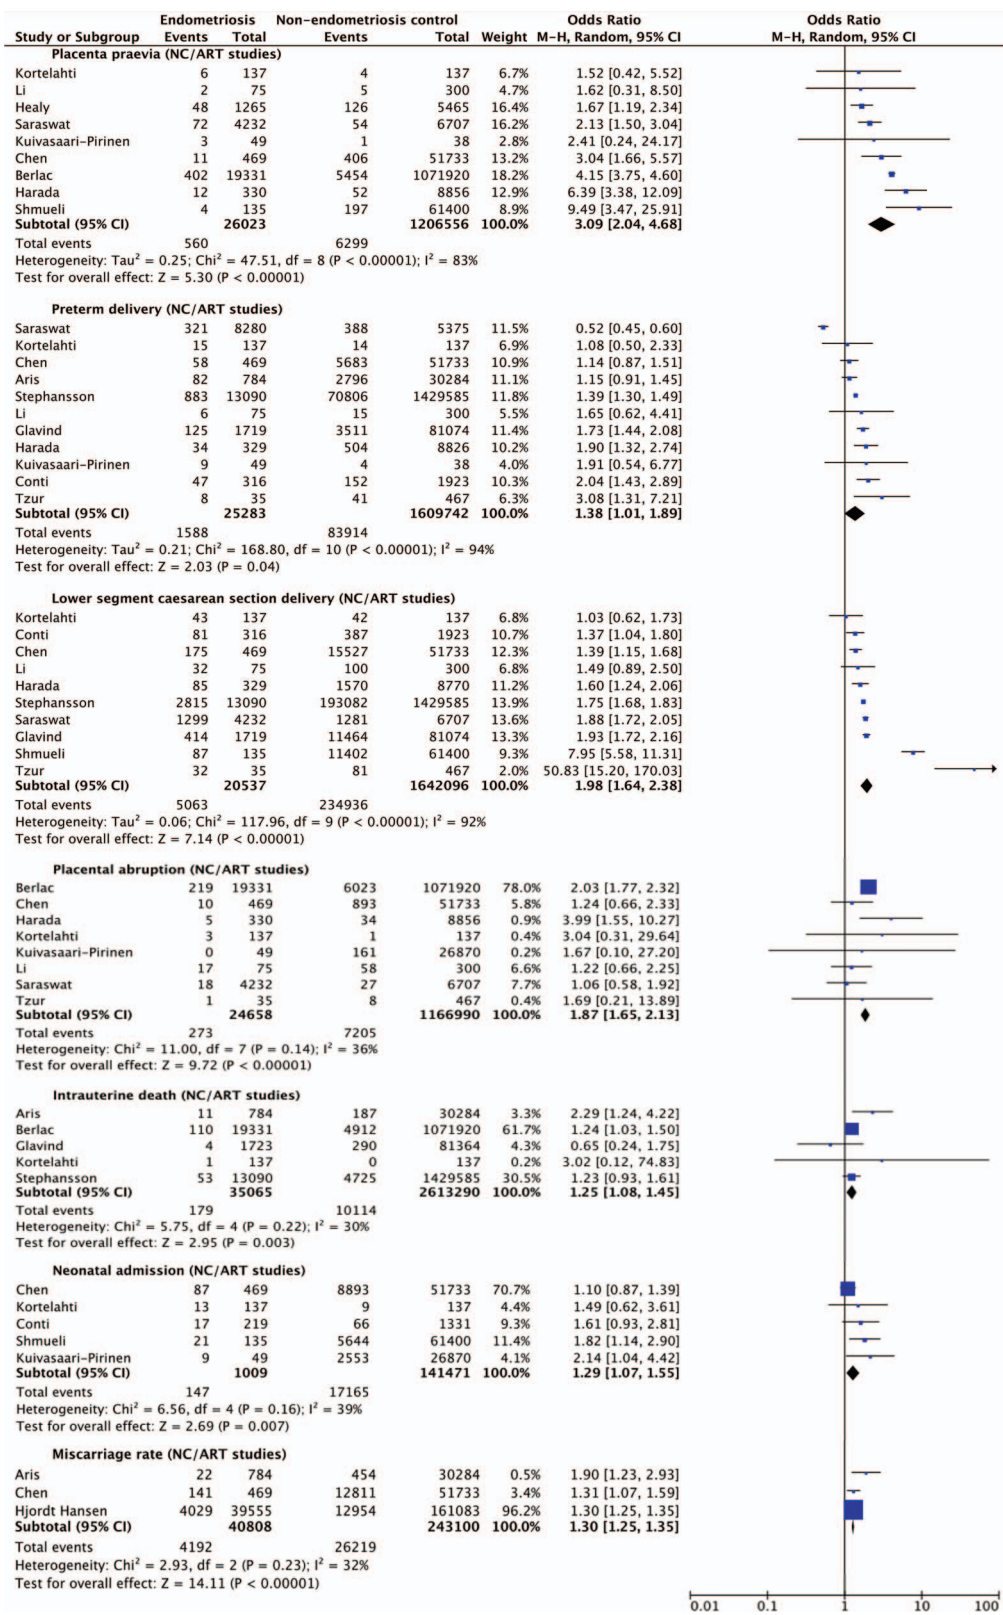 Endometriosis Non-endometriosis control Odds Ratio Odds Ratio
Study or Subgroup Events Total Events Total Weight M-H, Random, 95% CI M-H, Random, 95% CI
Placenta praevia (NC/ART studies)
Kortelahti 6 137 4 137 6.7% 1.52 [0.42, 5.52]
Li 2 75 5 300 4.7% 1.62 [0.31, 8.50]
Healy 48 1265 126 5465 16.4% 1.67 [1.19, 2.34]
Saraswat 72 4232 54 6707 16.2% 2.13 [1.50, 3.04]
Kuivasaari-Pirinen 3 49 1 38 2.8% 2.41 [0.24, 24.17]
Chen 11 469 406 51733 13.2% 3.04 [1.66, 5.57]
Berlac 402 19331 5454 1071920 18.2% 4.15 [3.75, 4.60]
Harada 12 330 52 8856 12.9% 6.39 [3.38, 12.09]
Shmueli 4 135 197 61400 8.9% 9.49 [3.47, 25.91]
Subtotal (95% CI) 26023 1206556 100.0% 3.09 [2.04, 4.68]
Total events 560 6299
Heterogeneity: Tau² = 0.25; Chi² = 47.51, df = 8 (P < 0.00001); I² = 83%
Test for overall effect: Z = 5.30 (P < 0.00001)
Preterm delivery (NC/ART studies)
Saraswat 321 8280 388 5375 11.5% 0.52 [0.45, 0.60]
Kortelahti 15 137 14 137 6.9% 1.08 [0.50, 2.33]
Chen 58 469 5683 51733 10.9% 1.14 [0.87, 1.51]
Aris 82 784 2796 30284 11.1% 1.15 [0.91, 1.45]
Stephansson 883 13090 70806 1429585 11.8% 1.39 [1.30, 1.49]
Li 6 75 15 300 5.5% 1.65 [0.62, 4.41]
Glavind 125 1719 3511 81074 11.4% 1.73 [1.44, 2.08]
Harada 34 329 504 8826 10.2% 1.90 [1.32, 2.74]
Kuivasaari-Pirinen 9 49 4 38 4.0% 1.91 [0.54, 6.77]
Conti 47 316 152 1923 10.3% 2.04 [1.43, 2.89]
Tzur 8 35 41 467 6.3% 3.08 [1.31, 7.21]
Subtotal (95% CI) 25283 1609742 100.0% 1.38 [1.01, 1.89]
Total events 1588 83914
Heterogeneity: Tau² = 0.21; Chi² = 168.80, df = 10 (P < 0.00001); I² = 94%
Test for overall effect: Z = 2.03 (P = 0.04)
Lower segment caesarean section delivery (NC/ART studies)
Kortelahti 43 137 42 137 6.8% 1.03 [0.62, 1.73]
Conti 81 316 387 1923 10.7% 1.37 [1.04, 1.80]
Chen 175 469 15527 51733 12.3% 1.39 [1.15, 1.68]
Li 32 75 100 300 6.8% 1.49 [0.89, 2.50]
Harada 85 329 1570 8770 11.2% 1.60 [1.24, 2.06]
Stephansson 2815 13090 193082 1429585 13.9% 1.75 [1.68, 1.83]
Saraswat 1299 4232 1281 6707 13.6% 1.88 [1.72, 2.05]
Glavind 414 1719 11464 81074 13.3% 1.93 [1.72, 2.16]
Shmueli 87 135 11402 61400 9.3% 7.95 [5.58, 11.31]
Tzur 32 35 81 467 2.0% 50.83 [15.20, 170.03]
Subtotal (95% CI) 20537 1642096 100.0% 1.98 [1.64, 2.38]
Total events 5063 234936
Heterogeneity: Tau² = 0.06; Chi² = 117.96, df = 9 (P < 0.00001); I² = 92%
Test for overall effect: Z = 7.14 (P < 0.00001)
Placental abruption (NC/ART studies)
Berlac 219 19331 6023 1071920 78.0% 2.03 [1.77, 2.32]
Chen 10 469 893 51733 5.8% 1.24 [0.66, 2.33]
Harada 5 330 34 8856 0.9% 3.99 [1.55, 10.27]
Kortelahti 3 137 1 137 0.4% 3.04 [0.31, 29.64]
Kuivasaari-Pirinen 0 49 161 26870 0.2% 1.67 [0.10, 27.20]
Li 17 75 58 300 6.6% 1.22 [0.66, 2.25]
Saraswat 18 4232 27 6707 7.7% 1.06 [0.58, 1.92]
Tzur 1 35 8 467 0.4% 1.69 [0.21, 13.89]
Subtotal (95% CI) 24658 1166990 100.0% 1.87 [1.65, 2.13]
Total events 273 7205
Heterogeneity: Chi² = 11.00, df = 7 (P = 0.14); I² = 36%
Test for overall effect: Z = 9.72 (P < 0.00001)
Intrauterine death (NC/ART studies)
Aris 11 784 187 30284 3.3% 2.29 [1.24, 4.22]
Berlac 110 19331 4912 1071920 61.7% 1.24 [1.03, 1.50]
Glavind 4 1723 290 81364 4.3% 0.65 [0.24, 1.75]
Kortelahti 1 137 0 137 0.2% 3.02 [0.12, 74.83]
Stephansson 53 13090 4725 1429585 30.5% 1.23 [0.93, 1.61]
Subtotal (95% CI) 35065 2613290 100.0% 1.25 [1.08, 1.45]
Total events 179 10114
Heterogeneity: Chi² = 5.75, df = 4 (P = 0.22); I² = 30%
Test for overall effect: Z = 2.95 (P = 0.003)
Neonatal admission (NC/ART studies)
Chen 87 469 8893 51733 70.7% 1.10 [0.87, 1.39]
Kortelahti 13 137 9 137 4.4% 1.49 [0.62, 3.61]
Conti 17 219 66 1331 9.3% 1.61 [0.93, 2.81]
Shmueli 21 135 5644 61400 11.4% 1.82 [1.14, 2.90]
Kuivasaari-Pirinen 9 49 2553 26870 4.1% 2.14 [1.04, 4.42]
Subtotal (95% CI) 1009 141471 100.0% 1.29 [1.07, 1.55]
Total events 147 17165
Heterogeneity: Chi² = 6.56, df = 4 (P = 0.16); I² = 39%
Test for overall effect: Z = 2.69 (P = 0.007)
Miscarriage rate (NC/ART studies)
Aris 22 784 454 30284 0.5% 1.90 [1.23, 2.93]
Chen 141 469 12811 51733 3.4% 1.31 [1.07, 1.59]
Hjordt Hansen 4029 39555 12954 161083 96.2% 1.30 [1.25, 1.35]
Subtotal (95% CI) 40808 243100 100.0% 1.30 [1.25, 1.35]
Total events 4192 26219
Heterogeneity: Chi² = 2.93, df = 2 (P = 0.23); I² = 32%
Test for overall effect: Z = 14.11 (P < 0.00001)
0.01 0.1 1 10 100